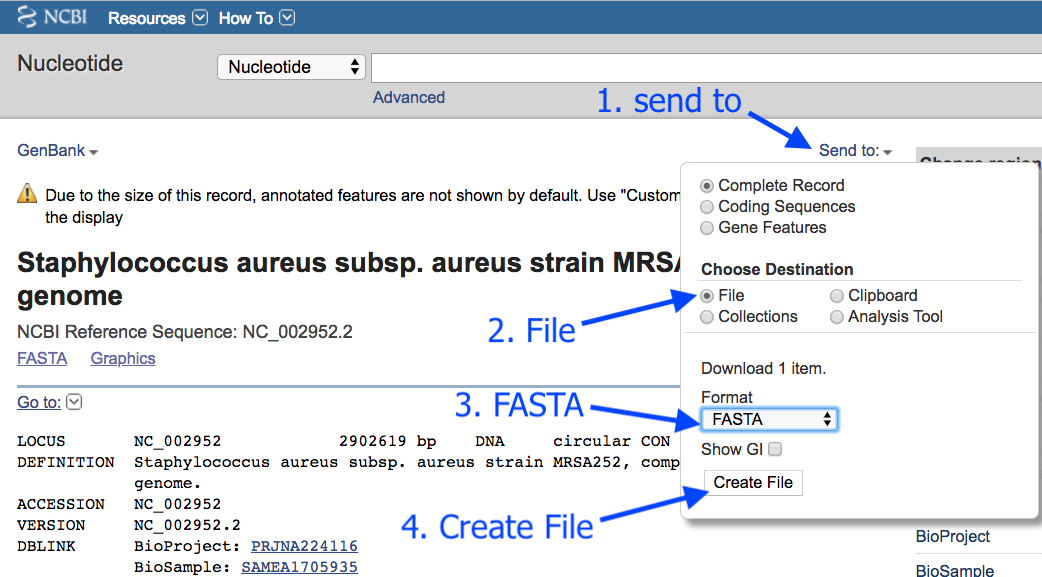 NCBI Resources How To
Nucleotide Nucleotide
Advanced
1. send to
GenBank Send to:
Change region
Due to the size of this record, annotated features are not shown by default. Use "Custom
the display
Complete Record
Coding Sequences
Gene Features
Staphylococcus aureus subsp. aureus strain MRSA
genome
Choose Destination
File Clipboard
Collections Analysis Tool
2. File
NCBI Reference Sequence: NC_002952.2
FASTA Graphics
Download 1 item.
Format
FASTA
3. FASTA
Go to:
Show GI
Create File
4. Create File
LOCUS NC_002952 2902619 bp DNA circular CON
DEFINITION Staphylococcus aureus subsp. aureus strain MRSA252, comp
genome.
ACCESSION NC_002952
VERSION NC_002952.2
DBLINK BioProject: PRJNA224116
BioSample: SAMEA1705935
BioProject
BioSample